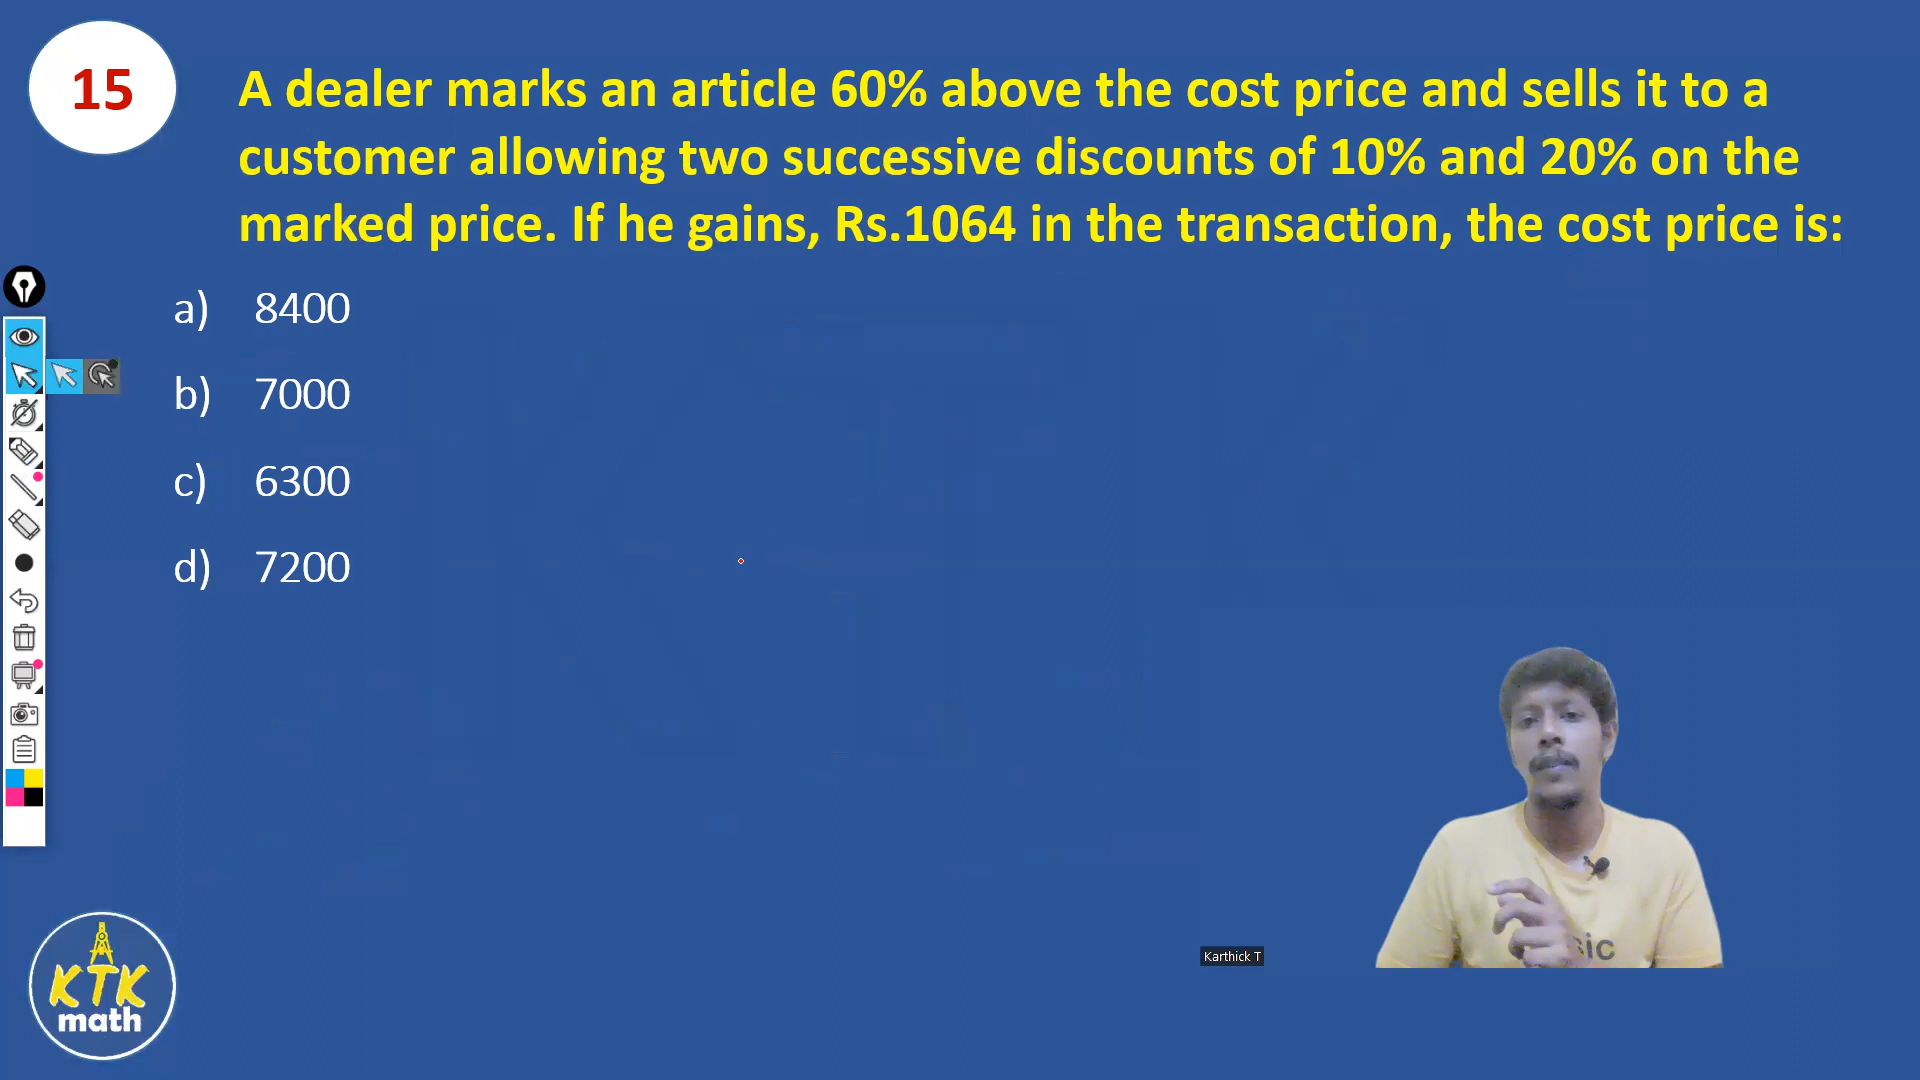 15
A dealer marks an article 60% above the cost price and sells it to a
customer allowing two successive discounts of 10% and 20% on the
marked price. If he gains, Rs.1064 in the transaction, the cost price is:
a) 8400
b) 7000
c) 6300
d) 7200
sic
Karthick T
KTK
math